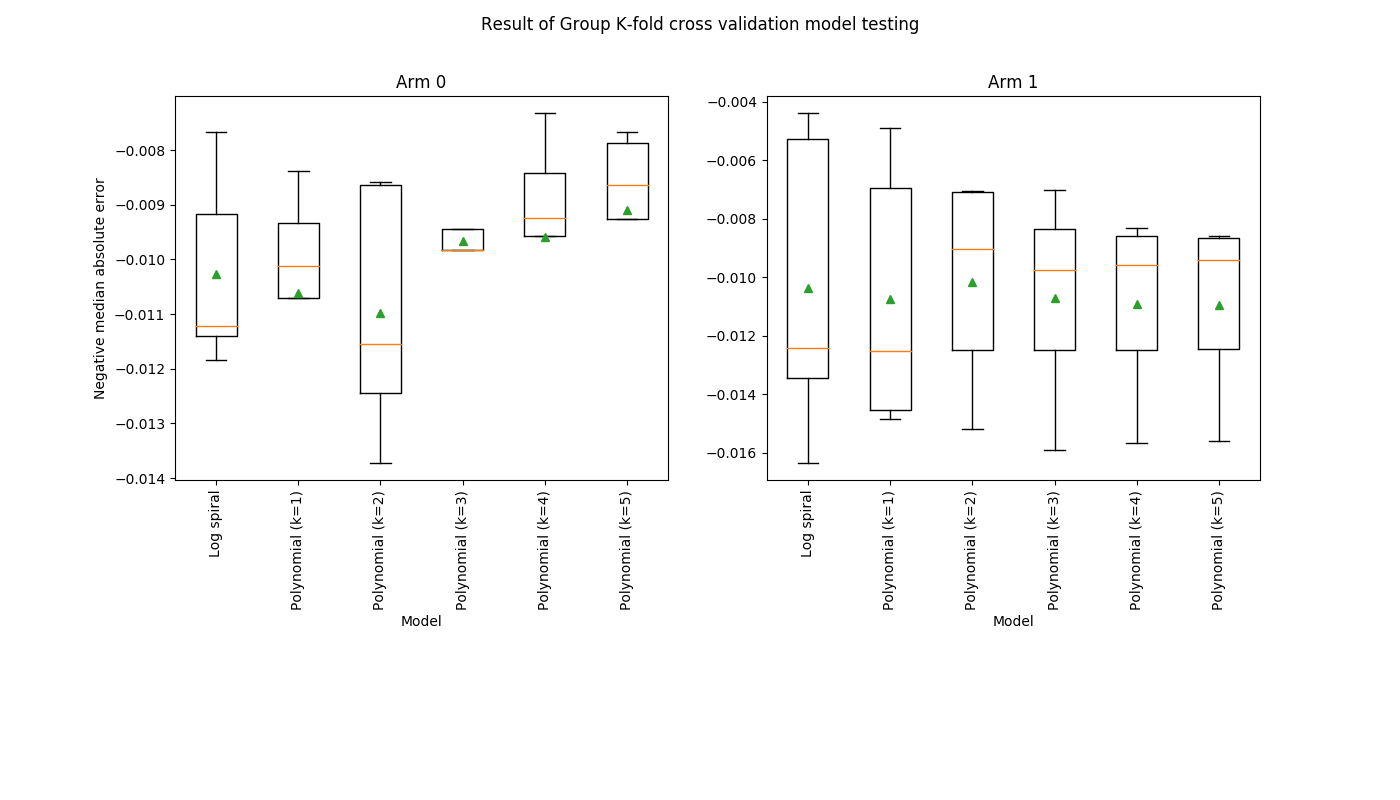 Result of Group K-fold cross validation model testing
Arm 0
Negative median absolute error
−0.008
−0.009
−0.010
−0.011
−0.012
−0.013
−0.014
Log spiral
Polynomial (k=1)
Polynomial (k=2)
Polynomial (k=3)
Polynomial (k=4)
Polynomial (k=5)
Model
Arm 1
−0.004
−0.006
−0.008
−0.010
−0.012
−0.014
−0.016
Log spiral
Polynomial (k=1)
Polynomial (k=2)
Polynomial (k=3)
Polynomial (k=4)
Polynomial (k=5)
Model